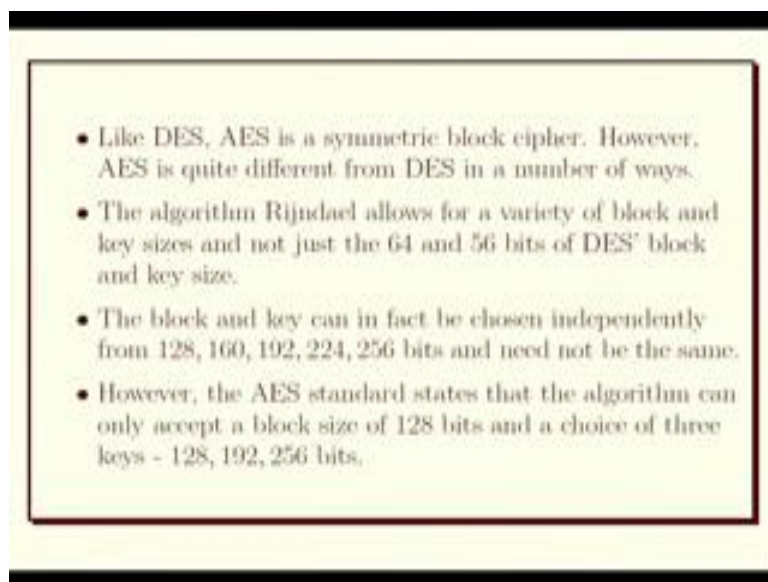 • Like DES, AES is a symmetric block cipher. However,
AES is quite different from DES in a number of ways.
• The algorithm Rijndael allows for a variety of block and
key sizes and not just the 64 and 56 bits of DES' block
and key size.
• The block and key can in fact be chosen independently
from 128, 160, 192, 224, 256 bits and need not be the same.
• However, the AES standard states that the algorithm can
only accept a block size of 128 bits and a choice of three
keys - 128, 192, 256 bits.